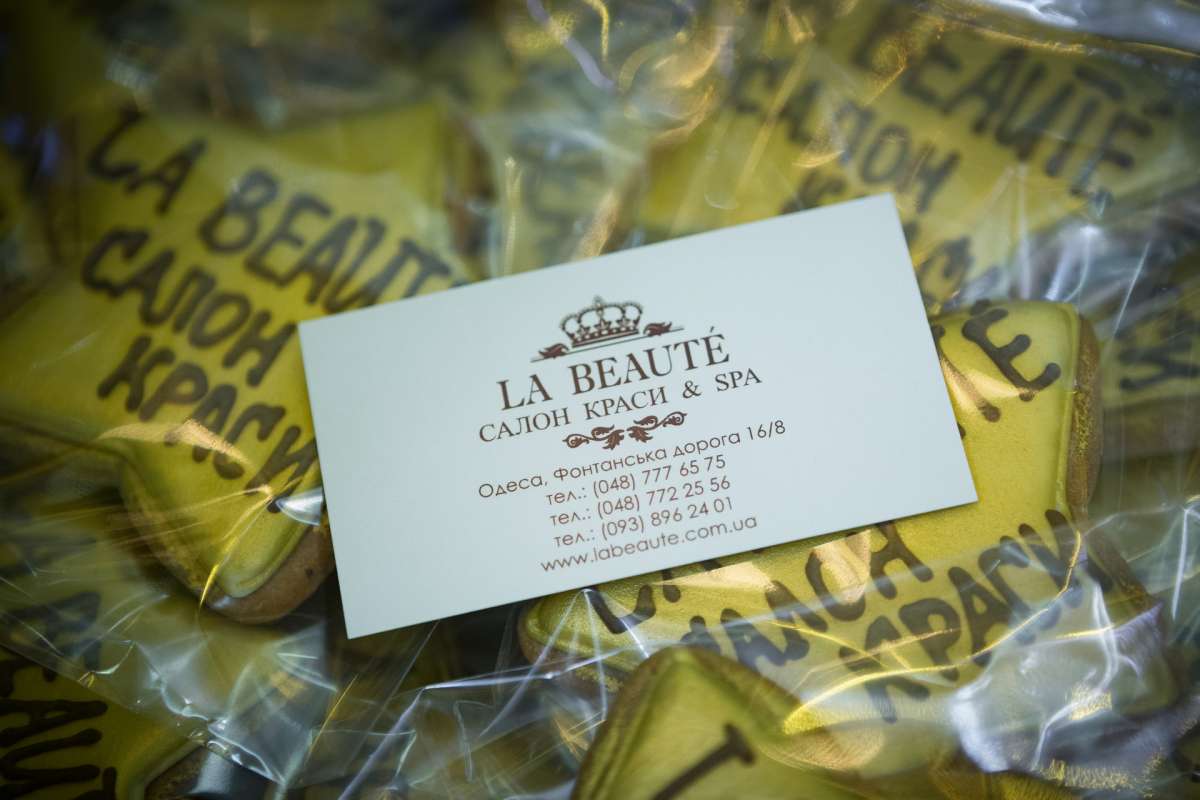 LA BEAUTÉ
САЛОН КРАСИ & SPA
Одеса, Фонтанська дорога 16/8
тел.: (048) 777 65 75
тел.: (048) 772 25 56
тел.: (093) 896 24 01
www.labeaute.com.ua
LA BEAUTÉ
САЛОН
КРАСИ
BEAUTÉ
САЛОН
КРАСИ